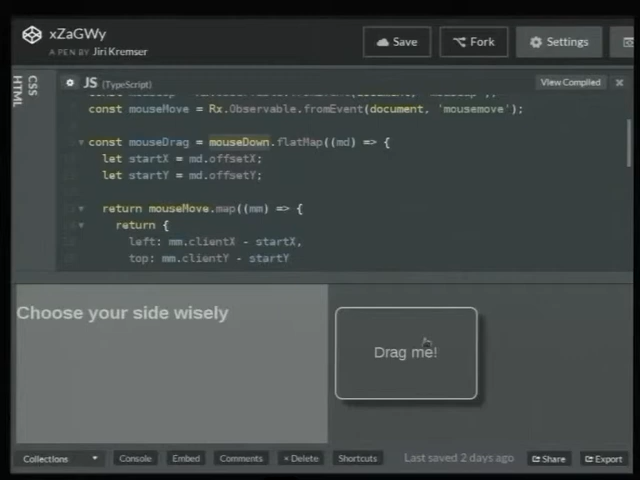 xZaGWy
A PEN BY Jiri Kremser
Save
Fork
Settings
HTML
CSS
JS (TypeScript)
View Compiled
const mouseMove = Rx.Observable.fromEvent(document, 'mousemove');
const mouseDrag = mouseDown.flatMap((md) => {
let startX = md.offsetX;
let startY = md.offsetY;
return mouseMove.map((mm) => {
return {
left: mm.clientX - startX,
top: mm.clientY - startY
Choose your side wisely
Drag me!
Collections
Console
Embed
Comments
× Delete
Shortcuts
Last saved 2 days ago
Share
Export